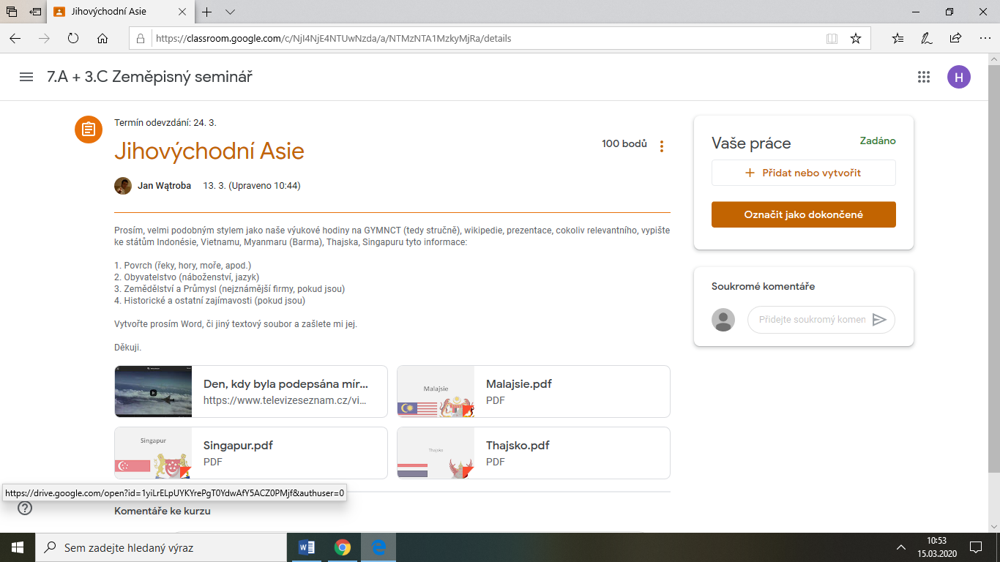 Jihovýchodní Asie
https://classroom.google.com/c/NjI4NjE4NTUwNzda/a/NTMzNTA1MzkyMjRa/details
7.A + 3.C Zeměpisný seminář
H
Termín odevzdání: 24. 3.
Jihovýchodní Asie
100 bodů
Jan Wątroba 13. 3. (Upraveno 10:44)
Prosím, velmi podobným stylem jako naše výukové hodiny na GYMNCT (tedy stručně), wikipedie, prezentace, cokoliv relevantního, vypište
ke státům Indonésie, Vietnamu, Myanmaru (Barma), Thajska, Singapuru tyto informace:
1. Povrch (řeky, hory, moře, apod.)
2. Obyvatelstvo (náboženství, jazyk)
3. Zemědělství a Průmysl (nejznámější firmy, pokud jsou)
4. Historické a ostatní zajímavosti (pokud jsou)
Vytvořte prosím Word, či jiný textový soubor a zašlete mi jej.
Děkuji.
Den, kdy byla podepsána mír...
https://www.televizeseznam.cz/vi...
Malajsie
Malajsie.pdf
PDF
Singapur
Singapur.pdf
PDF
Thajsko
Thajsko.pdf
PDF
https://drive.google.com/open?id=1yiLrELpUYKYrePgT0YdwAfY5ACZ0PMjf&authuser=0
Komentáře ke kurzu
Vaše práce
Zadáno
+ Přidat nebo vytvořit
Označit jako dokončené
Soukromé komentáře
Přidejte soukromý komen
Sem zadejte hledaný výraz
10:53
15.03.2020